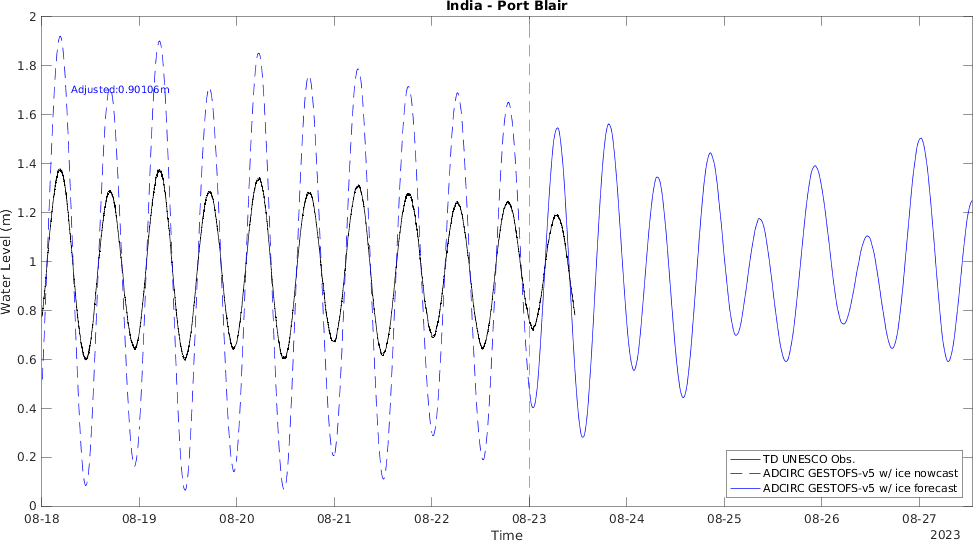 India - Port Blair
2
1.8
1.6
1.4
1.2
1
0.8
0.6
0.4
0.2
0
Water Level (m)
Adjusted:0.90106m
TD UNESCO Obs.
ADCIRC GESTOFS-v5 w/ ice nowcast
ADCIRC GESTOFS-v5 w/ ice forecast
08-18 08-19 08-20 08-21 08-22 08-23 08-24 08-25 08-26 08-27
Time
2023